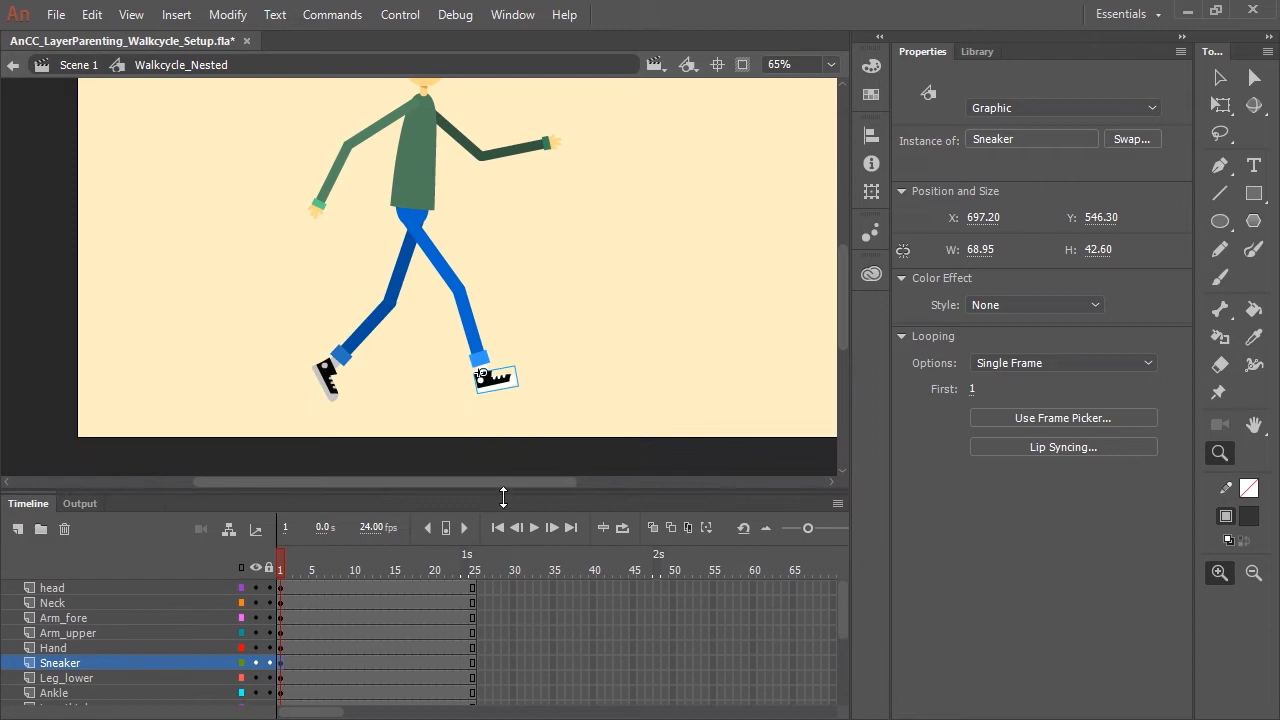 An File Edit View Insert Modify Text Commands Control Debug Window Help Essentials
AnCC_LayerParenting_Walkcycle_Setup.fla*
Scene 1 Walkcycle_Nested 65%
Properties Library To...
Graphic
Instance of: Sneaker Swap...
Position and Size
X: 697.20 Y: 546.30
W: 68.95 H: 42.60
Color Effect
Style: None
Looping
Options: Single Frame
First: 1
Use Frame Picker...
Lip Syncing...
Timeline Output
1 0.0 s 24.00 fps
1s 2s
1 5 10 15 20 25 30 35 40 45 50 55 60 65
head
Neck
Arm_fore
Arm_upper
Hand
Sneaker
Leg_lower
Ankle